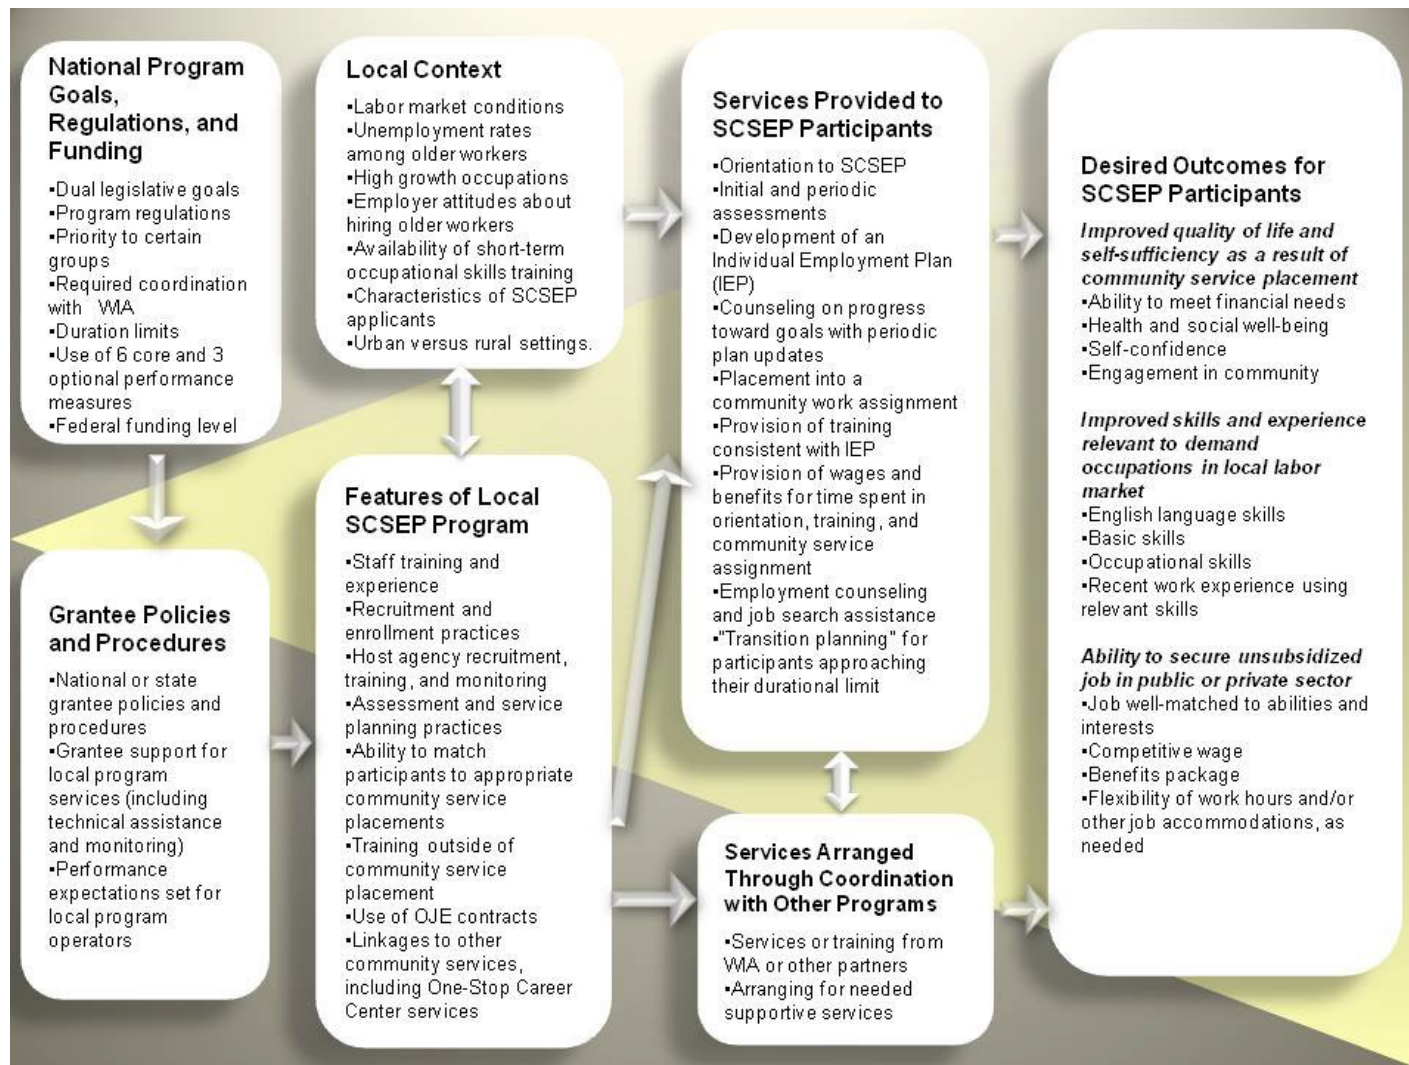 National Program
Goals,
Regulations, and
Funding
▪Dual legislative goals
▪Program regulations
▪Priority to certain
groups
▪Required coordination
with WIA
▪Duration limits
▪Use of 6 core and 3
optional performance
measures
▪Federal funding level
Grantee Policies
and Procedures
▪National or state
grantee policies and
procedures
▪Grantee support for
local program
services (including
technical assistance
and monitoring)
▪Performance
expectations set for
local program
operators
Local Context
▪Labor market conditions
▪Unemployment rates
among older workers
▪High growth occupations
▪Employer attitudes about
hiring older workers
▪Availability of short-term
occupational skills training
▪Characteristics of SCSEP
applicants
▪Urban versus rural settings.
Features of Local
SCSEP Program
▪Staff training and
experience
▪Recruitment and
enrollment practices
▪Host agency recruitment,
training, and monitoring
▪Assessment and service
planning practices
▪Ability to match
participants to appropriate
community service
placements
▪Training outside of
community service
placement
▪Use of OJE contracts
▪Linkages to other
community services,
including One-Stop Career
Center services
Services Provided to
SCSEP Participants
▪Orientation to SCSEP
▪Initial and periodic
assessments
▪Development of an
Individual Employment Plan
(IEP)
▪Counseling on progress
toward goals with periodic
plan updates
▪Placement into a
community work assignment
▪Provision of training
consistent with IEP
▪Provision of wages and
benefits for time spent in
orientation, training, and
community service
assignment
▪Employment counseling
and job search assistance
▪"Transition planning" for
participants approaching
their durational limit
Services Arranged
Through Coordination
with Other Programs
▪Services or training from
WIA or other partners
▪Arranging for needed
supportive services
Desired Outcomes for
SCSEP Participants
Improved quality of life and
self-sufficiency as a result of
community service placement
▪Ability to meet financial needs
▪Health and social well-being
▪Self-confidence
▪Engagement in community
Improved skills and experience
relevant to demand
occupations in local labor
market
▪English language skills
▪Basic skills
▪Occupational skills
▪Recent work experience using
relevant skills
Ability to secure unsubsidized
job in public or private sector
▪Job well-matched to abilities and
interests
▪Competitive wage
▪Benefits package
▪Flexibility of work hours and/or
other job accommodations, as
needed